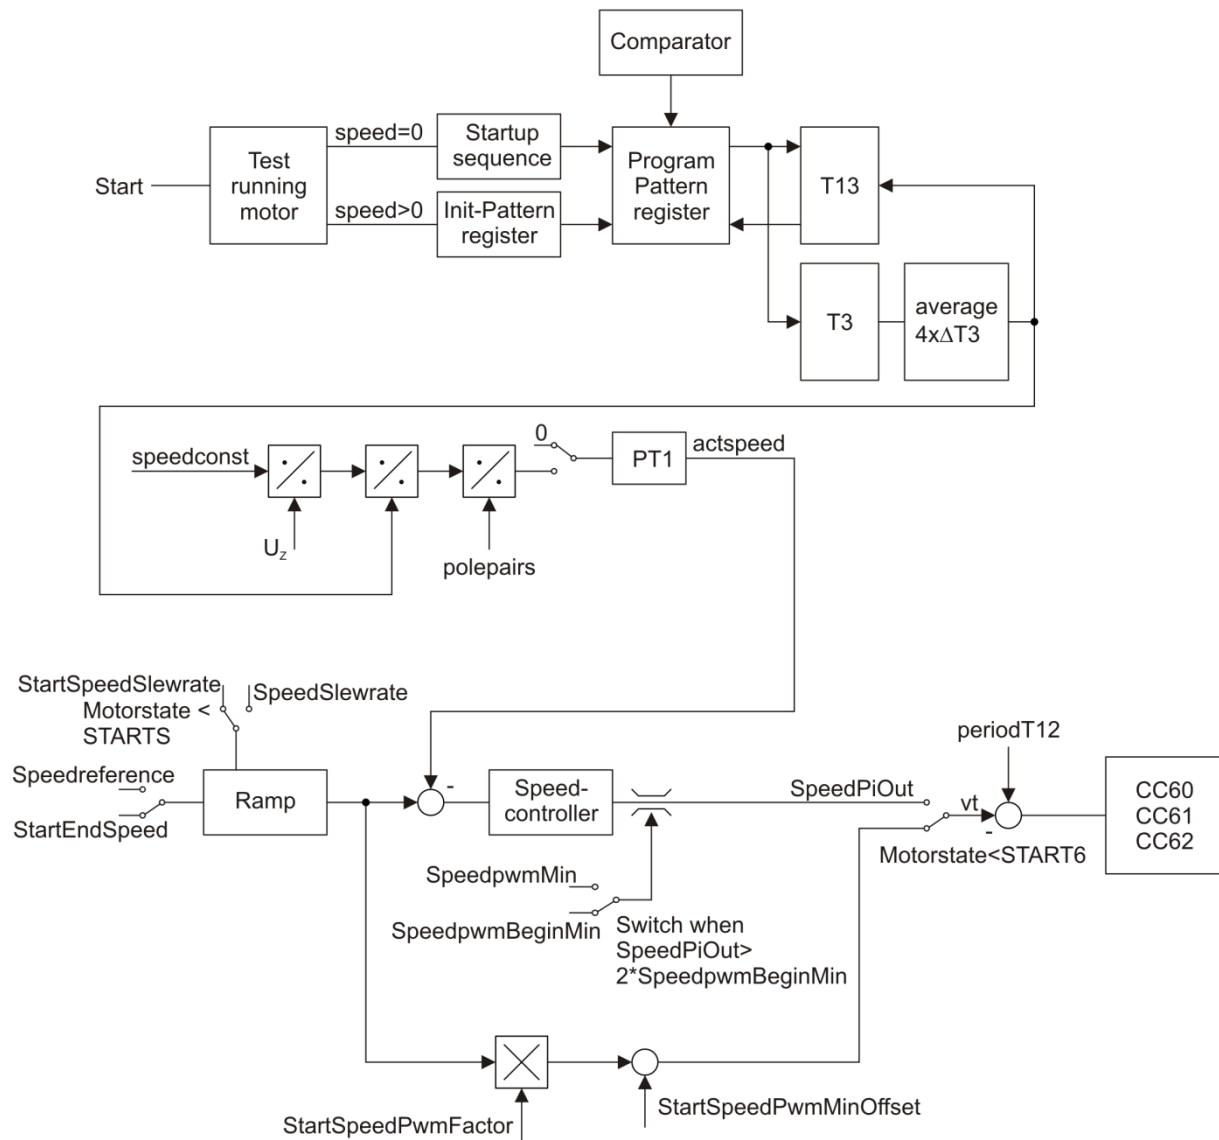 Comparator
speed=0
Startup
sequence
Program
Pattern
register
T13
Start
Test
running
motor
speed>0
Init-Pattern
register
T3
average
4xΔT3
speedconst
0
PT1
actspeed
Uz
polepairs
StartSpeedSlewrate
SpeedSlewrate
Motorstate <
STARTS
periodT12
Speedreference
Ramp
StartEndSpeed
-
Speed-
controller
SpeedPiOut
vt
-
CC60
CC61
CC62
Motorstate<START6
SpeedpwmMin
SpeedpwmBeginMin
Switch when
SpeedPiOut>
2*SpeedpwmBeginMin
StartSpeedPwmFactor
StartSpeedPwmMinOffset